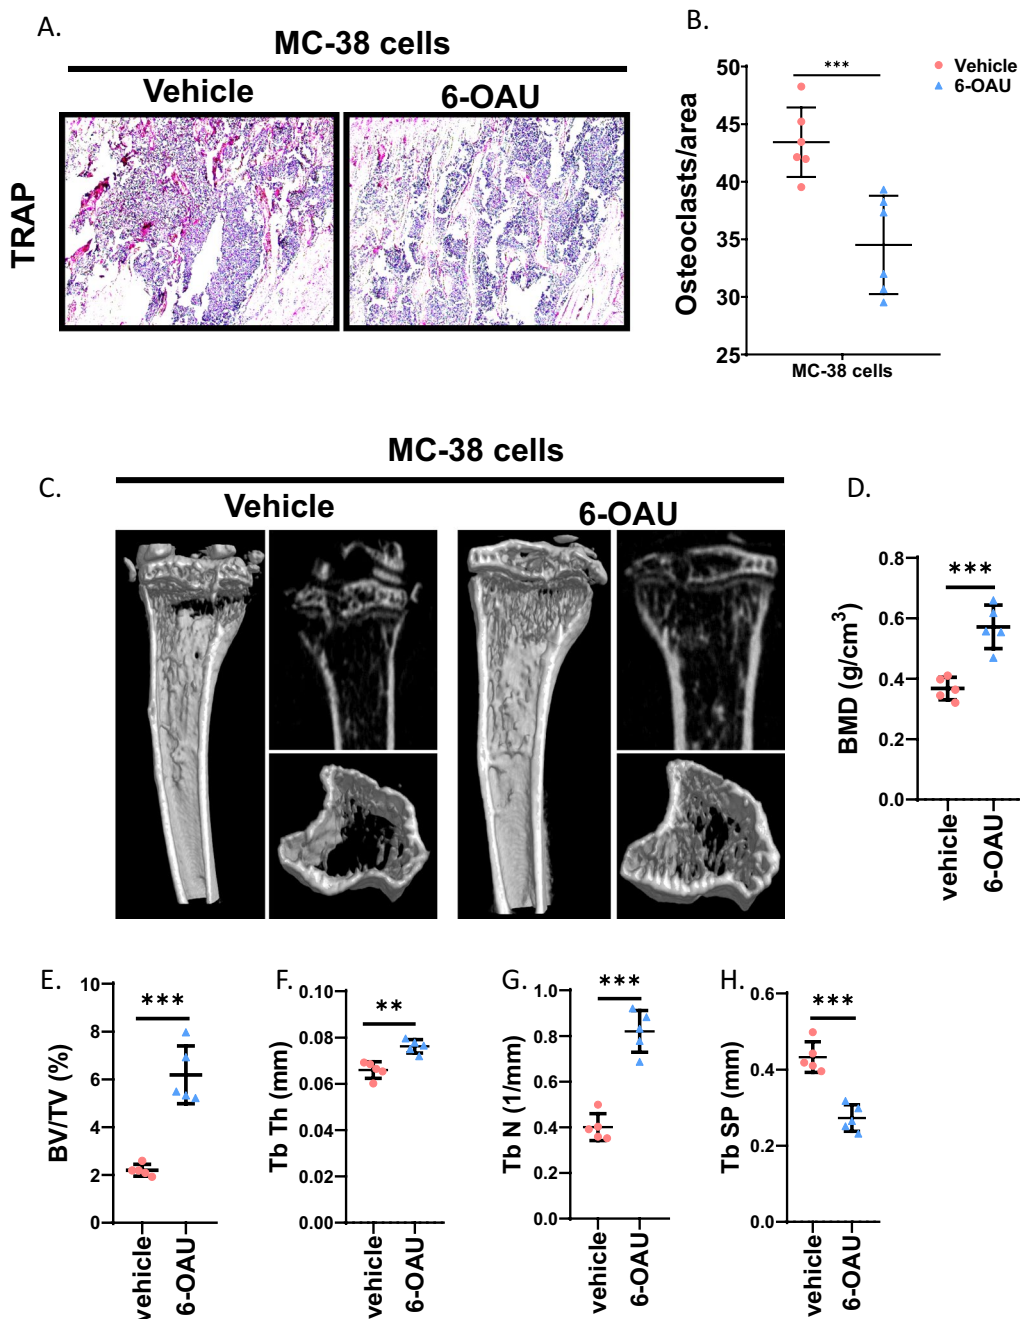 A.
MC-38 cells
Vehicle
6-OAU
TRAP
B.
***
Vehicle
6-OAU
Osteoclasts/area
50
45
40
35
30
25
MC-38 cells
C.
MC-38 cells
Vehicle
6-OAU
D.
***
BMD (g/cm³)
0.8
0.6
0.4
0.2
0.0
vehicle
6-OAU
E.
***
BV/TV (%)
10
8
6
4
2
0
vehicle
6-OAU
F.
**
Tb Th (mm)
0.10
0.08
0.06
0.04
0.02
0.00
vehicle
6-OAU
G.
***
Tb N (1/mm)
1.0
0.8
0.6
0.4
0.2
0.0
vehicle
6-OAU
H.
***
Tb SP (mm)
0.6
0.4
0.2
0.0
vehicle
6-OAU